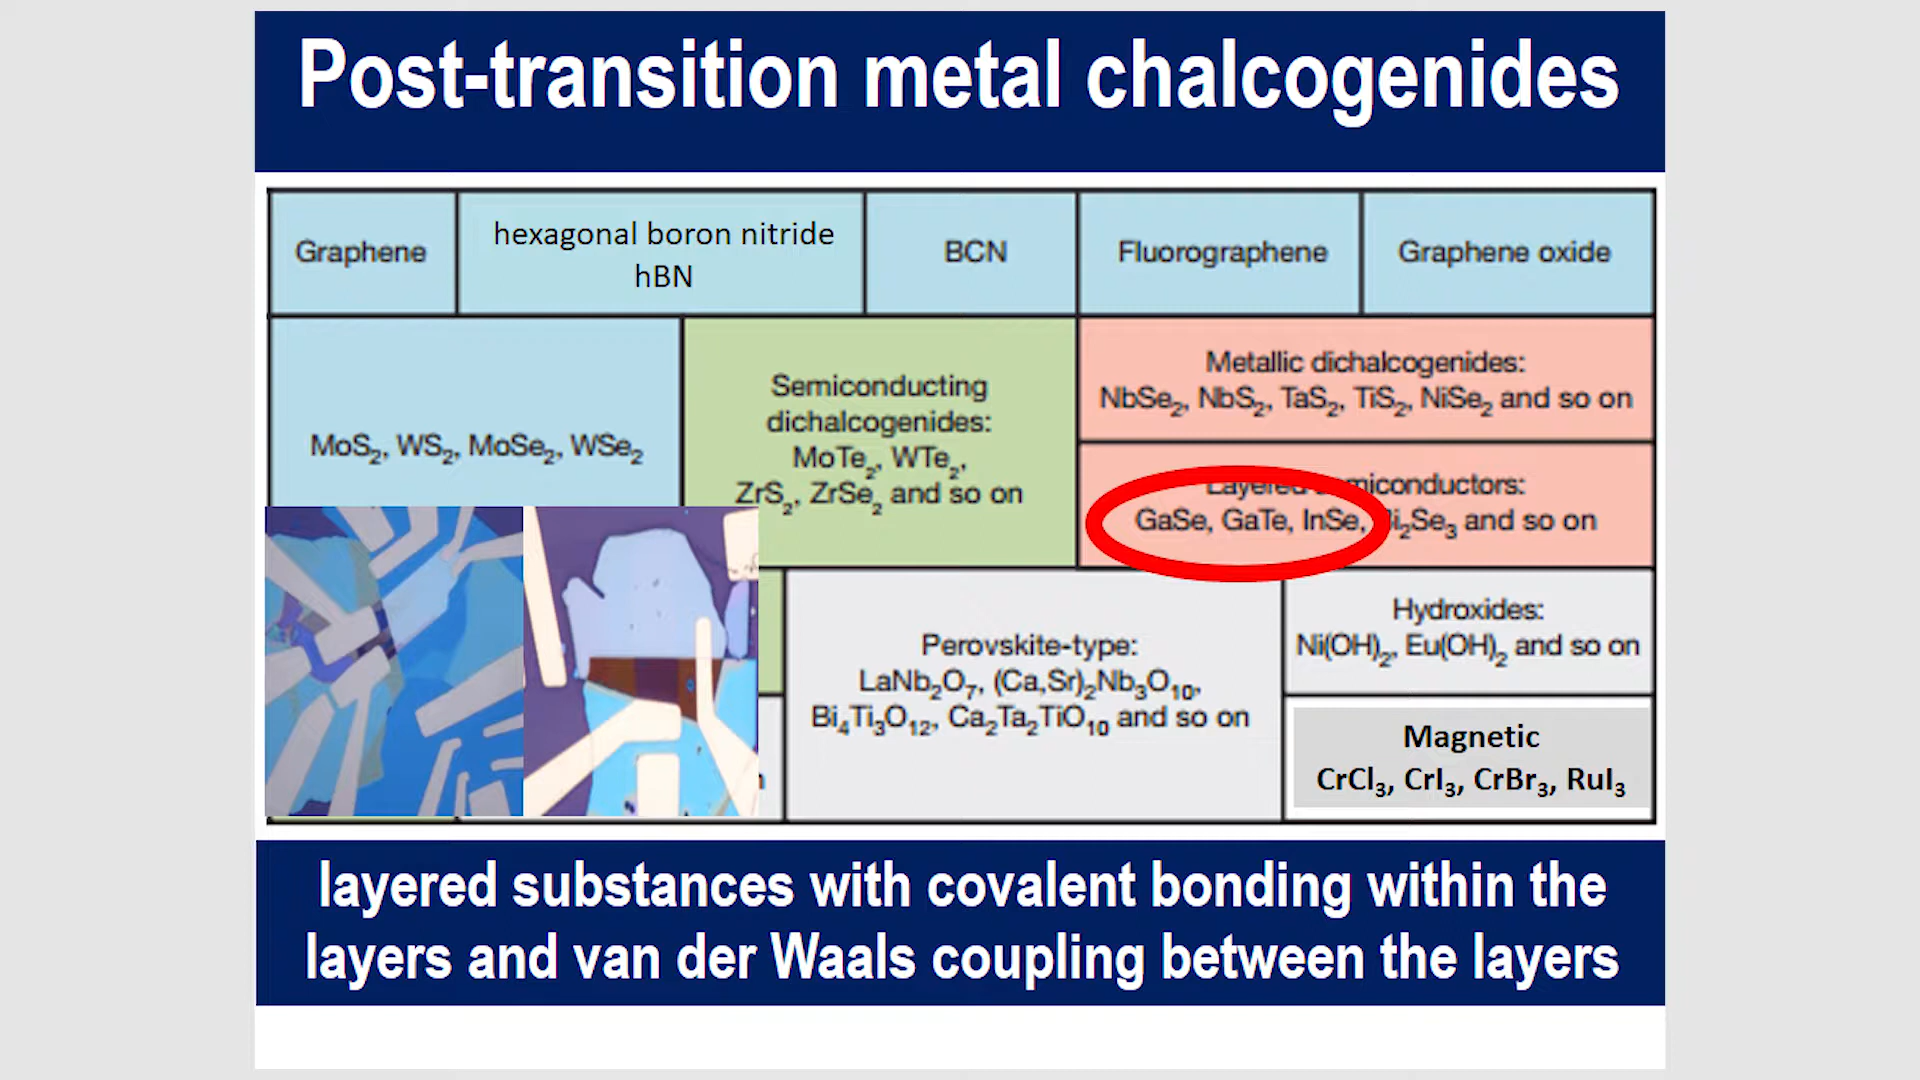 Post-transition metal chalcogenides
Graphene
hexagonal boron nitride
hBN
BCN
Fluorographene
Graphene oxide
MoS₂, WS₂, MoSe₂, WSe₂
Semiconducting
dichalcogenides:
MoTe₂, WTe₂,
ZrS₂, ZrSe₂ and so on
Metallic dichalcogenides:
NbSe₂, NbS₂, TaS₂, TiS₂, NiSe₂ and so on
Layered semiconductors:
GaSe, GaTe, InSe, Bi₂Se₃ and so on
Perovskite-type:
LaNb₂O₇, (Ca,Sr)₂Nb₃O₁₀,
Bi₄Ti₃O₁₂, Ca₂Ta₂TiO₁₀ and so on
Hydroxides:
Ni(OH)₂, Eu(OH)₂ and so on
Magnetic
CrCl₃, CrI₃, CrBr₃, RuI₃
layered substances with covalent bonding within the
layers and van der Waals coupling between the layers